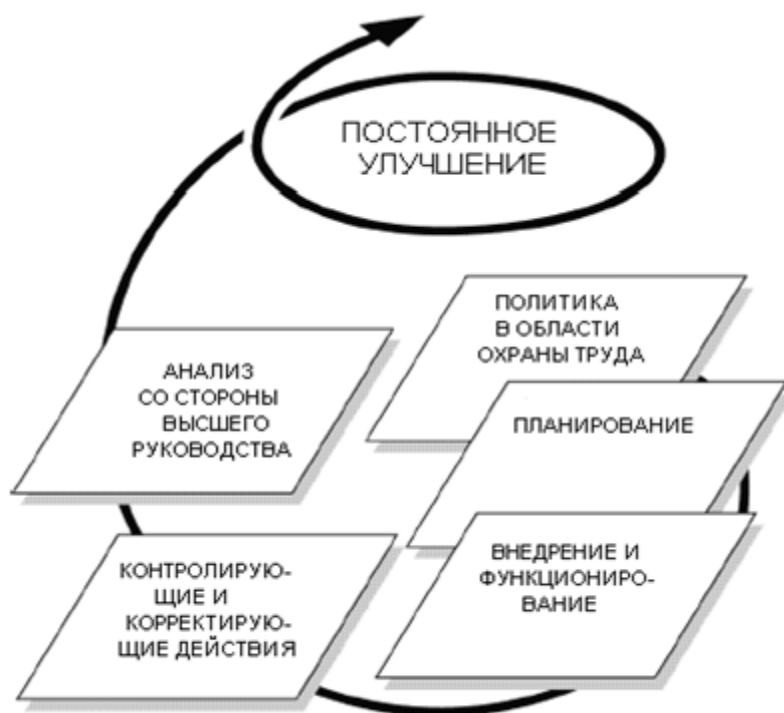 ПОСТОЯННОЕ
УЛУЧШЕНИЕ
ПОЛИТИКА
В ОБЛАСТИ
ОХРАНЫ ТРУДА
ПЛАНИРОВАНИЕ
ВНЕДРЕНИЕ И
ФУНКЦИОНИРО-
ВАНИЕ
КОНТРОЛИРУЮ-
ЩИЕ И
КОРРЕКТИРУЮ-
ЩИЕ ДЕЙСТВИЯ
АНАЛИЗ
СО СТОРОНЫ
ВЫСШЕГО
РУКОВОДСТВА